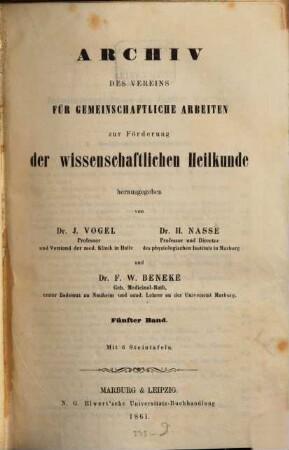 ARCHIV
DES VEREINS
FÜR GEMEINSCHAFTLICHE ARBEITEN
zur Förderung
der wissenschaftlichen Heilkunde
herausgegeben
von
Dr. J. VOGEL Dr. H. NASSE
Professor Professor und Director
und Vorstand der med. Klinik in Halle des physiologischen Instituts in Marburg
und
Dr. F. W. BENEKE
Geh. Medicinal-Rath,
erster Badearzt zu Nauheim und acad. Lehrer an der Universität Marburg.
Fünfter Band.
Mit 6 Steintafeln.
MARBURG & LEIPZIG.
N. G. Elwert'sche Universitäts-Buchhandlung
1861.